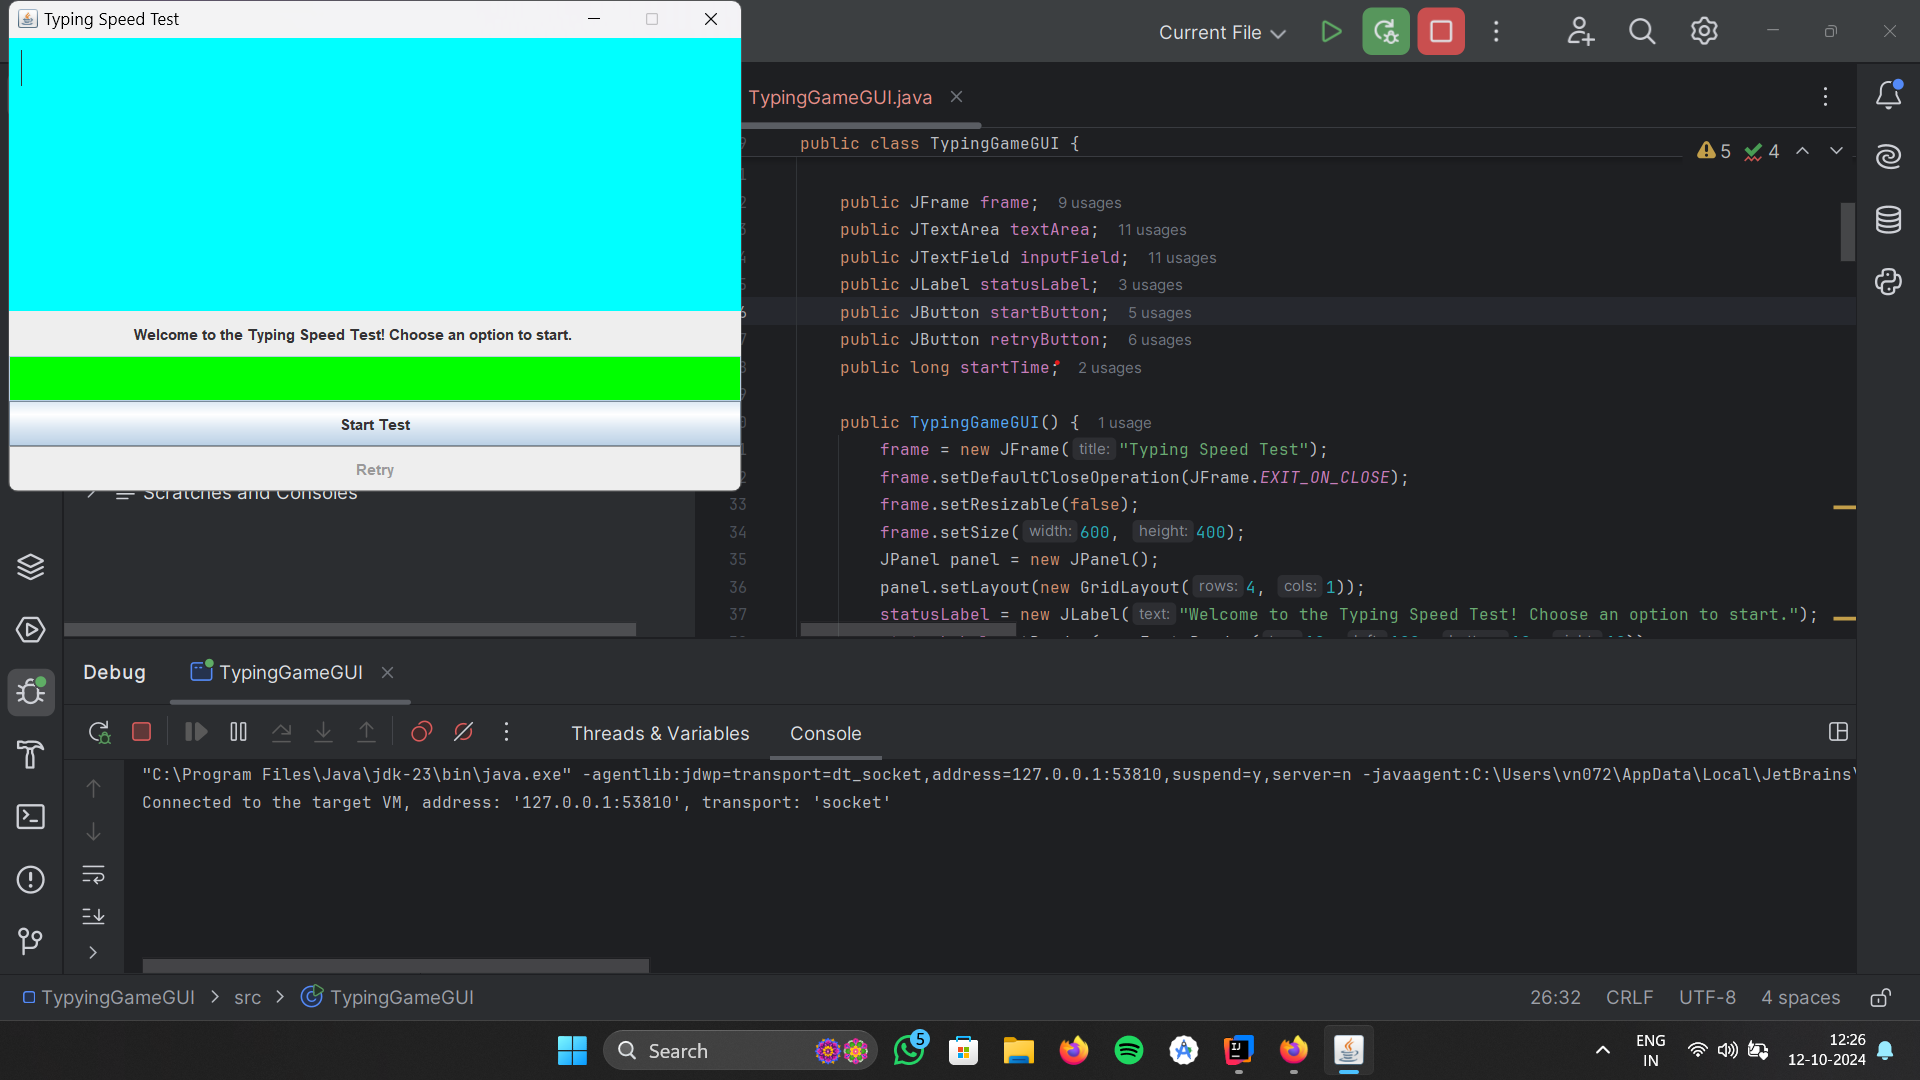 Typing Speed Test
Current File
TypingGameGUI.java
public class TypingGameGUI {
5
4
public JFrame frame; 9 usages
public JTextArea textArea; 11 usages
public JTextField inputField; 11 usages
public JLabel statusLabel; 3 usages
public JButton startButton; 5 usages
public JButton retryButton; 6 usages
public long startTime; 2 usages
public TypingGameGUI() { 1 usage
frame = new JFrame( title: "Typing Speed Test");
frame.setDefaultCloseOperation(JFrame.EXIT_ON_CLOSE);
33 frame.setResizable(false);
34 frame.setSize( width: 600, height: 400);
35 JPanel panel = new JPanel();
36 panel.setLayout(new GridLayout( rows: 4, cols: 1));
37 statusLabel = new JLabel( text: "Welcome to the Typing Speed Test! Choose an option to start.");
Welcome to the Typing Speed Test! Choose an option to start.
Start Test
Retry
Scratches and Consoles
Debug
TypingGameGUI
Threads & Variables
Console
"C:\Program Files\Java\jdk-23\bin\java.exe" -agentlib:jdwp=transport=dt_socket,address=127.0.0.1:53810,suspend=y,server=n -javaagent:C:\Users\vn072\AppData\Local\JetBrains\
Connected to the target VM, address: '127.0.0.1:53810', transport: 'socket'
TypyingGameGUI > src > TypingGameGUI
26:32 CRLF UTF-8 4 spaces
Search
5
ENG
IN
12:26
12-10-2024